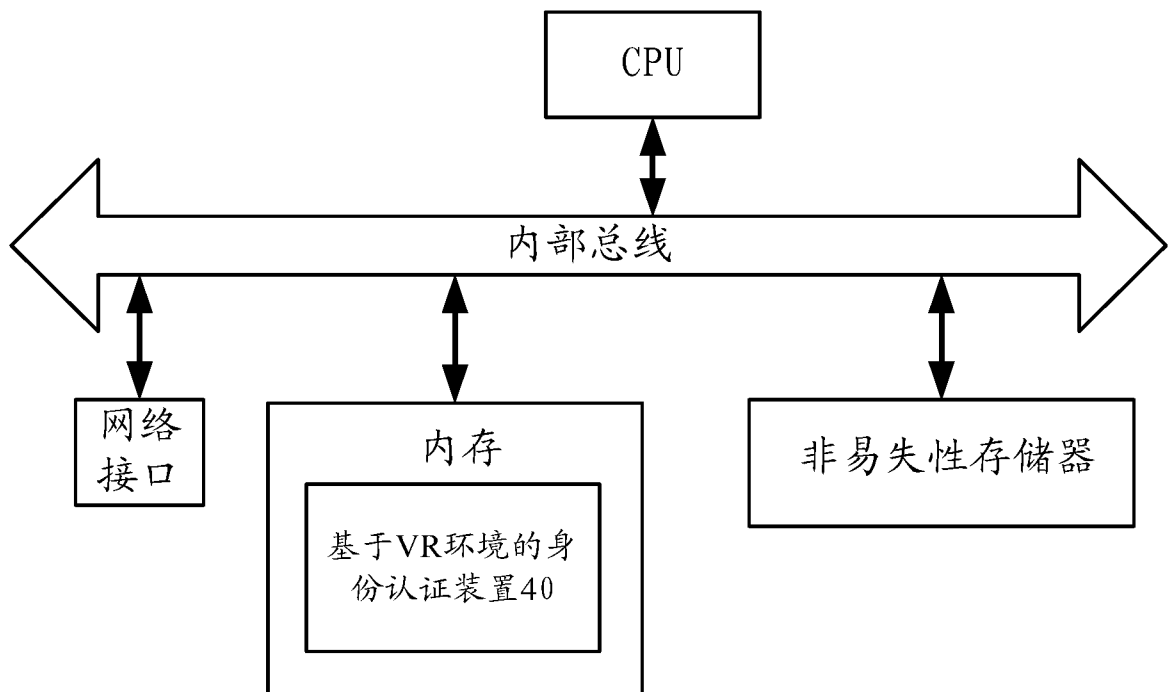 CPU
内部总线
网络
接口
内存
基于VR环境的身
份认证装置40
非易失性存储器